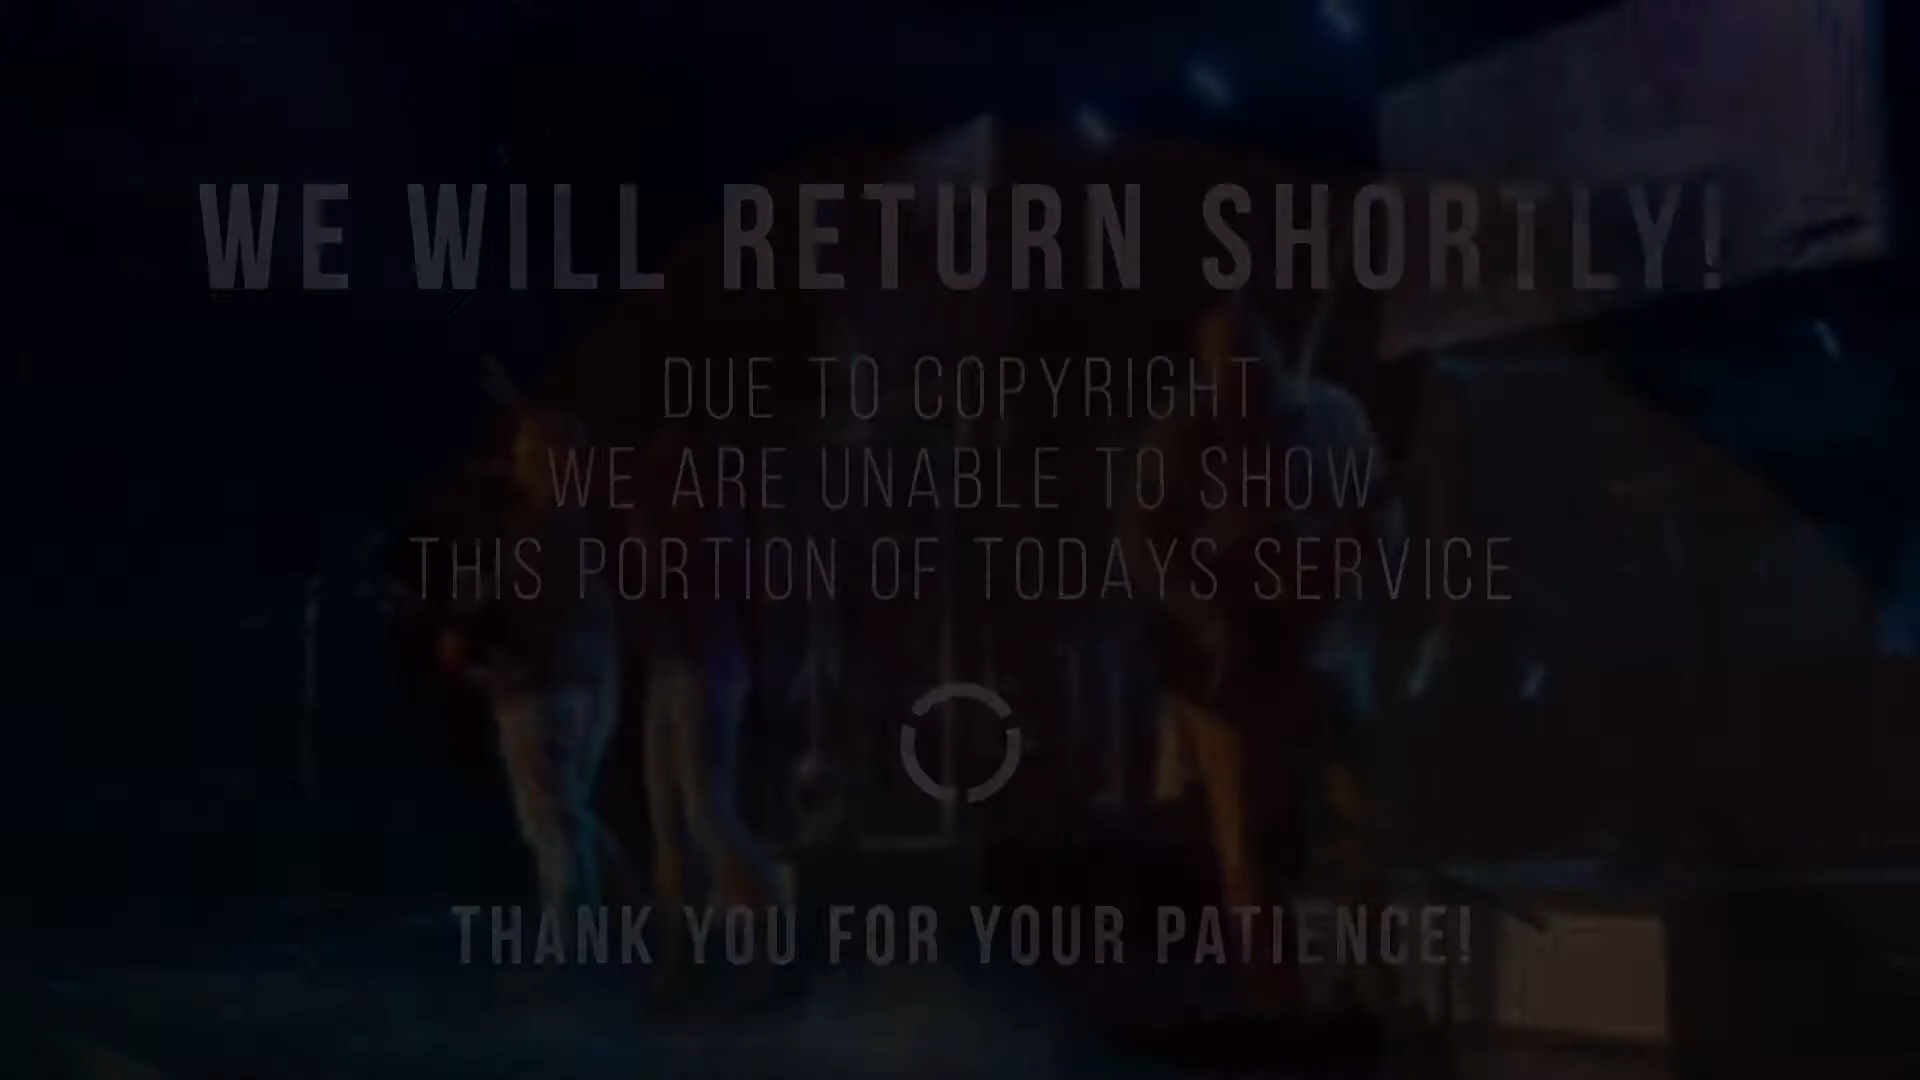 WE WILL RETURN SHORTLY!
DUE TO COPYRIGHT
WE ARE UNABLE TO SHOW
THIS PORTION OF TODAYS SERVICE
THANK YOU FOR YOUR PATIENCE!